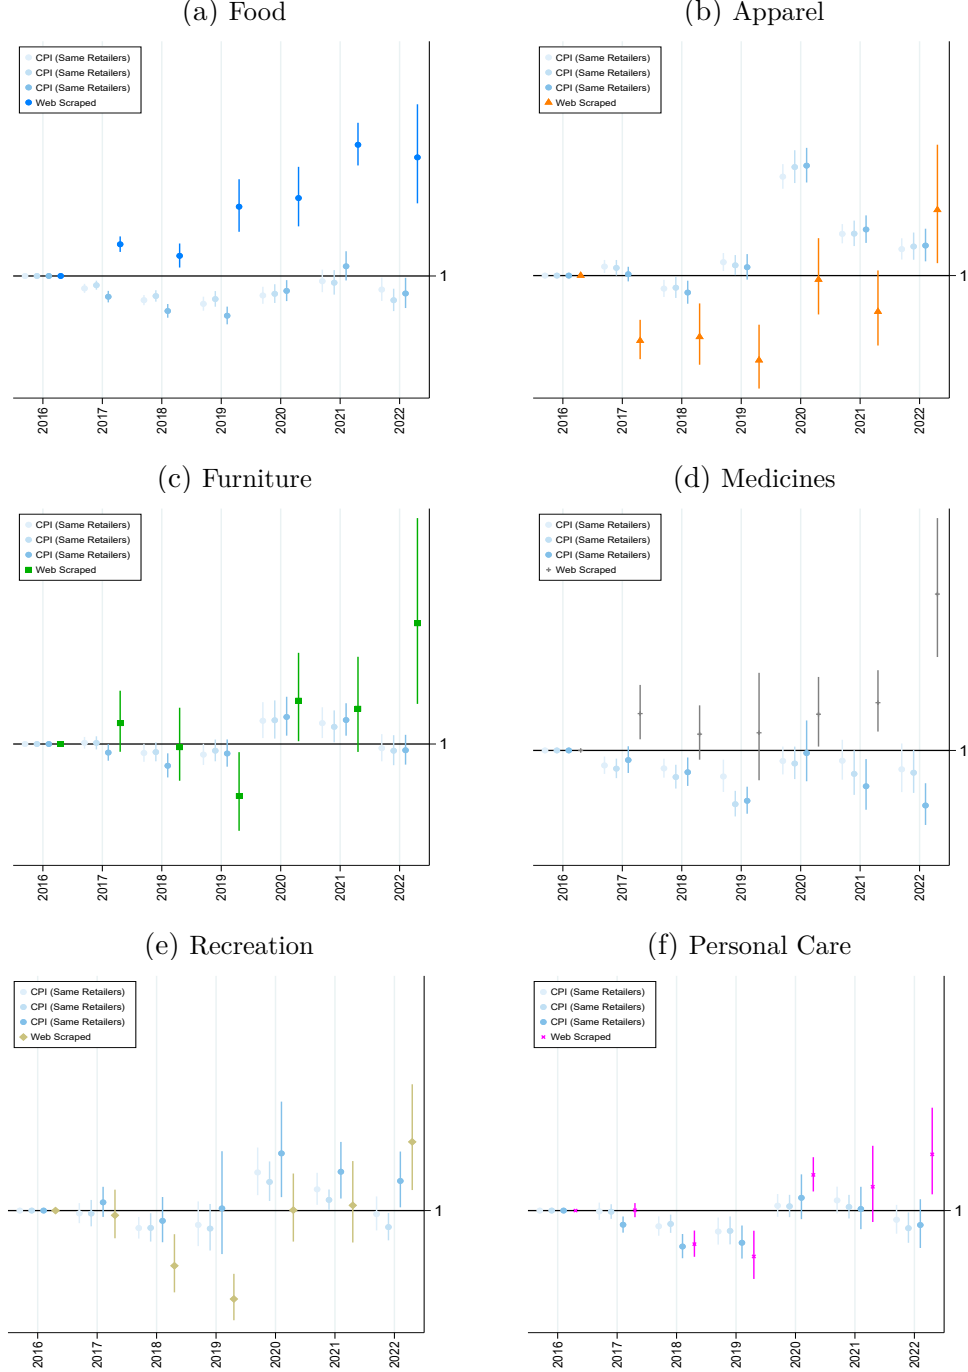 (a) Food
CPI (Same Retailers)
CPI (Same Retailers)
CPI (Same Retailers)
Web Scraped
1
2016 2017 2018 2019 2020 2021 2022
(b) Apparel
CPI (Same Retailers)
CPI (Same Retailers)
CPI (Same Retailers)
Web Scraped
1
2016 2017 2018 2019 2020 2021 2022
(c) Furniture
CPI (Same Retailers)
CPI (Same Retailers)
CPI (Same Retailers)
Web Scraped
1
2016 2017 2018 2019 2020 2021 2022
(d) Medicines
CPI (Same Retailers)
CPI (Same Retailers)
CPI (Same Retailers)
Web Scraped
1
2016 2017 2018 2019 2020 2021 2022
(e) Recreation
CPI (Same Retailers)
CPI (Same Retailers)
CPI (Same Retailers)
Web Scraped
1
2016 2017 2018 2019 2020 2021 2022
(f) Personal Care
CPI (Same Retailers)
CPI (Same Retailers)
CPI (Same Retailers)
Web Scraped
1
2016 2017 2018 2019 2020 2021 2022